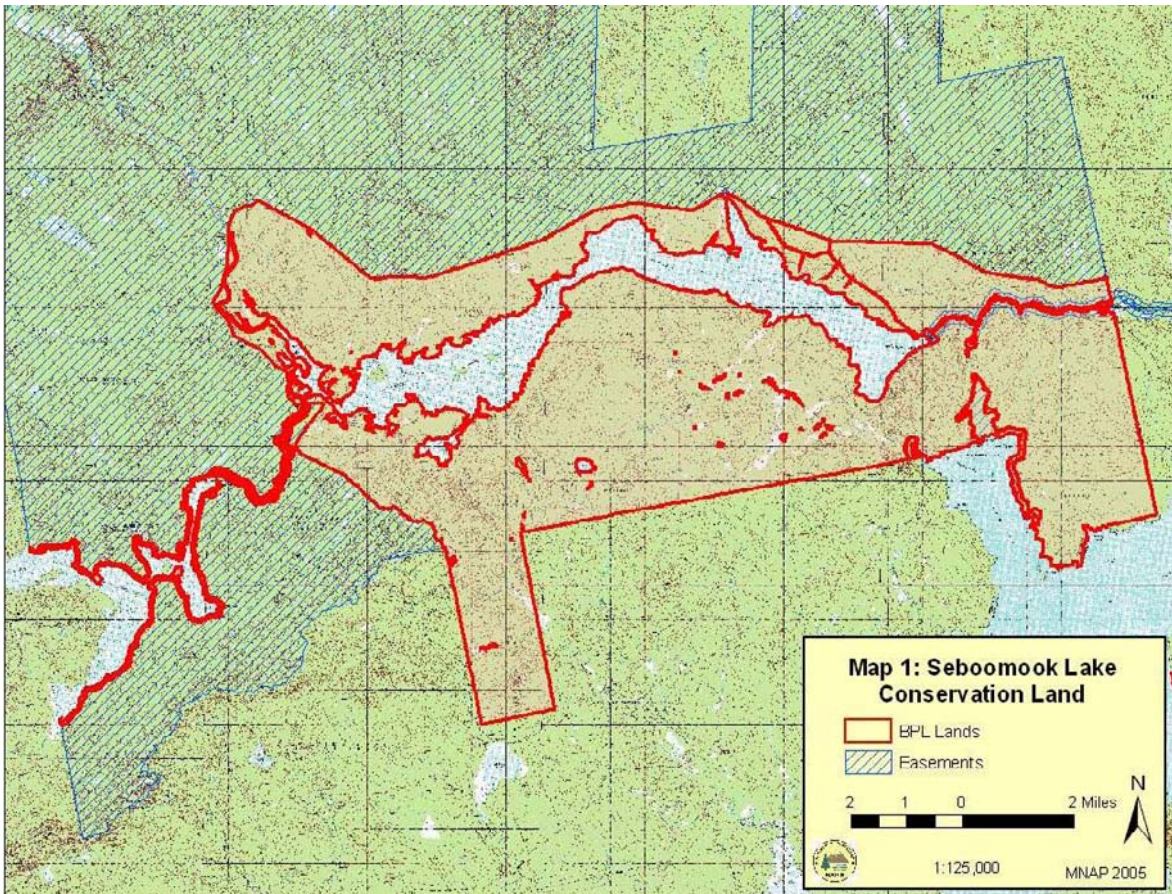 Map 1: Seboomook Lake
Conservation Land
BPL Lands
Easements
N
2 1 0 2 Miles
1:125,000
MNAP 2005